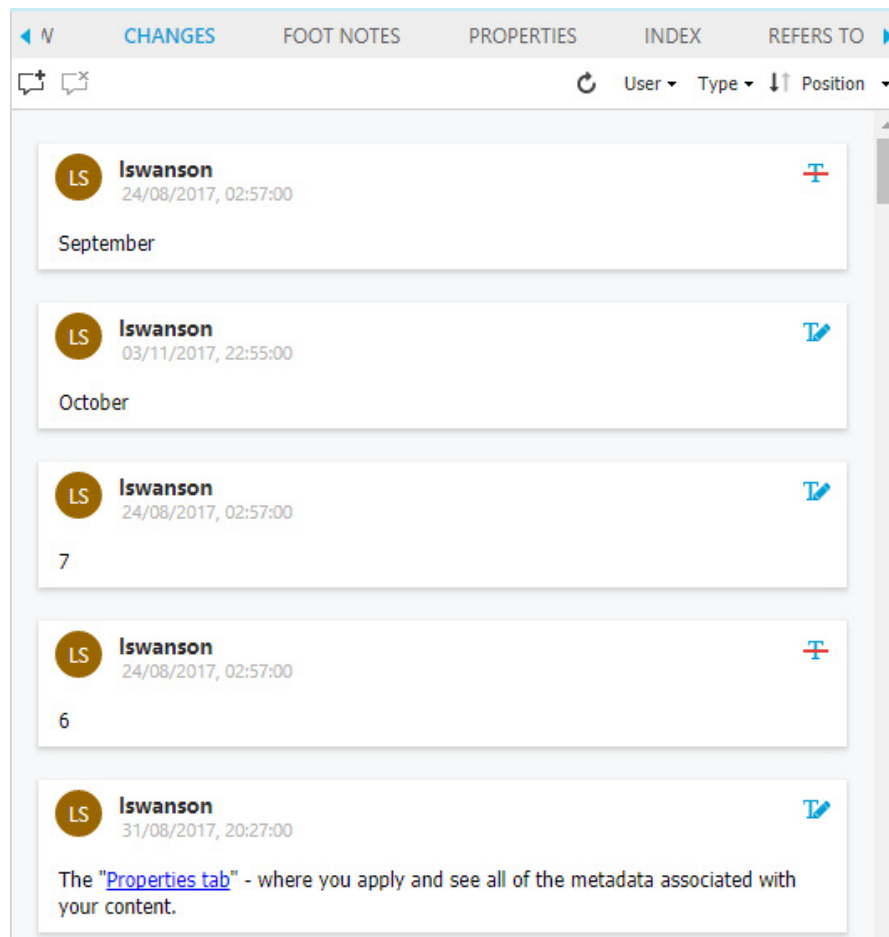 CHANGES FOOT NOTES PROPERTIES INDEX REFERS TO
User Type Position
LS lswanson
24/08/2017, 02:57:00
September
LS lswanson
03/11/2017, 22:55:00
October
LS lswanson
24/08/2017, 02:57:00
7
LS lswanson
24/08/2017, 02:57:00
6
LS lswanson
31/08/2017, 20:27:00
The "Properties tab" - where you apply and see all of the metadata associated with
your content.